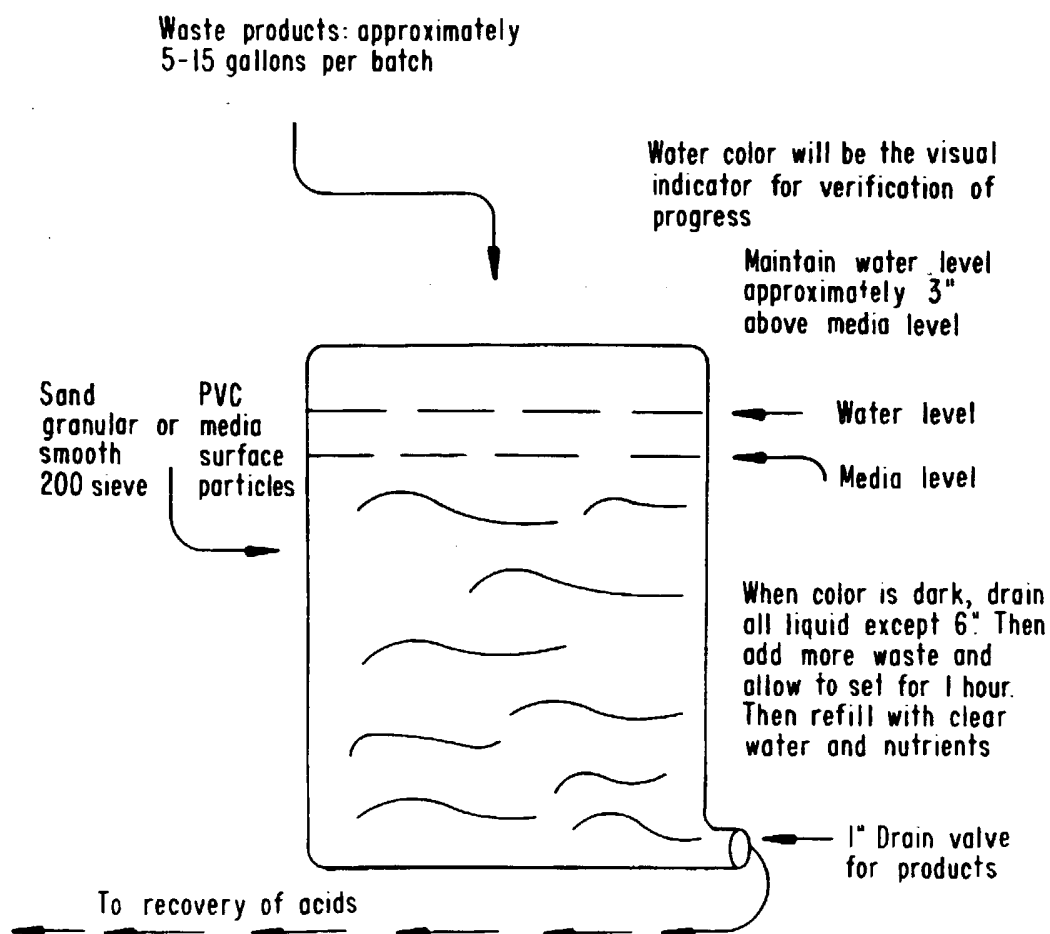 Waste products: approximately
5-15 gallons per batch
Water color will be the visual
indicator for verification of
progress
Maintain water level
approximately 3"
above media level
Sand PVC
granular or media
smooth surface
200 sieve particles
Water level
Media level
When color is dark, drain
all liquid except 6". Then
add more waste and
allow to set for 1 hour.
Then refill with clear
water and nutrients
1" Drain valve
for products
To recovery of acids